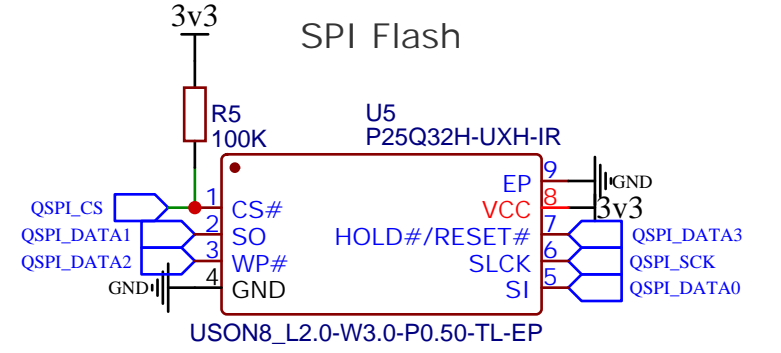 3v3
SPI Flash
R5
100K
U5
P25Q32H-UXH-IR
QSPI_CS
1
CS#
EP
9
GND
VCC
8
3v3
QSPI_DATA1
2
SO
HOLD#/RESET#
7
QSPI_DATA3
QSPI_DATA2
3
WP#
SLCK
6
QSPI_SCK
GND
4
GND
SI
5
QSPI_DATA0
USON8_L2.0-W3.0-P0.50-TL-EP